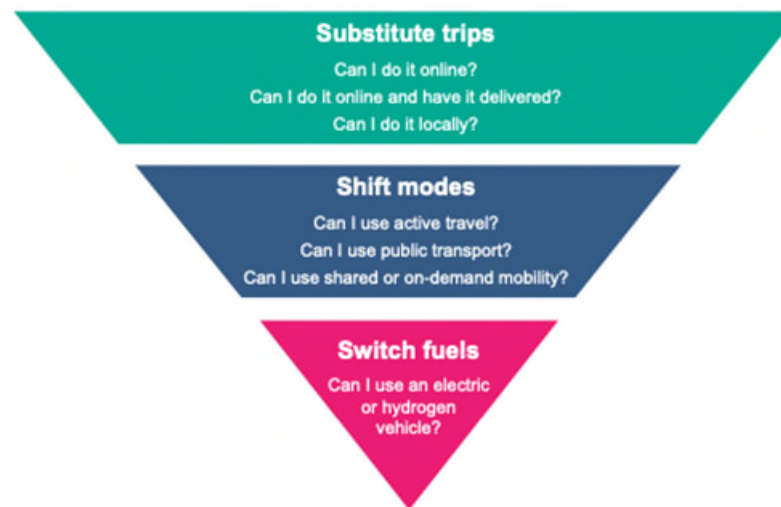 Substitute trips
Can I do it online?
Can I do it online and have it delivered?
Can I do it locally?
Shift modes
Can I use active travel?
Can I use public transport?
Can I use shared or on-demand mobility?
Switch fuels
Can I use an electric
or hydrogen
vehicle?